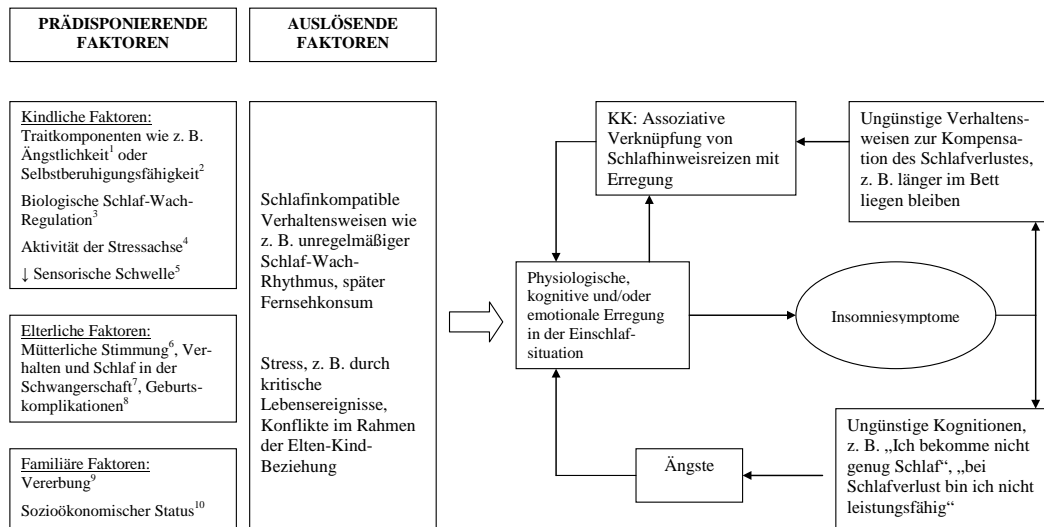 PRÄDISPONIERENDE
FAKTOREN
AUSLÖSENDE
FAKTOREN
Kindliche Faktoren:
Traitkomponenten wie z. B.
Ängstlichkeit¹ oder
Selbstberuhigungsfähigkeit²
Biologische Schlaf-Wach-
Regulation³
Aktivität der Stressachse⁴
↓ Sensorische Schwelle⁵
Elterliche Faktoren:
Mütterliche Stimmung⁶, Ver-
halten und Schlaf in der
Schwangerschaft⁷, Geburts-
komplikationen⁸
Familiäre Faktoren:
Vererbung⁹
Sozioökonomischer Status¹⁰
Schlafinkompatible
Verhaltensweisen wie
z. B. unregelmäßiger
Schlaf-Wach-
Rhythmus, später
Fernsehkonsum
Stress, z. B. durch
kritische
Lebensereignisse,
Konflikte im Rahmen
der Elten-Kind-
Beziehung
KK: Assoziative
Verknüpfung von
Schlafhinweisreizen mit
Erregung
Ungünstige Verhaltens-
weisen zur Kompensa-
tion des Schlafverlustes,
z. B. länger im Bett
liegen bleiben
Physiologische,
kognitive und/oder
emotionale Erregung
in der Einschlaf-
situation
Insomniesymptome
Ängste
Ungünstige Kognitionen,
z. B. „Ich bekomme nicht
genug Schlaf“, „bei
Schlafverlust bin ich nicht
leistungsfähig“